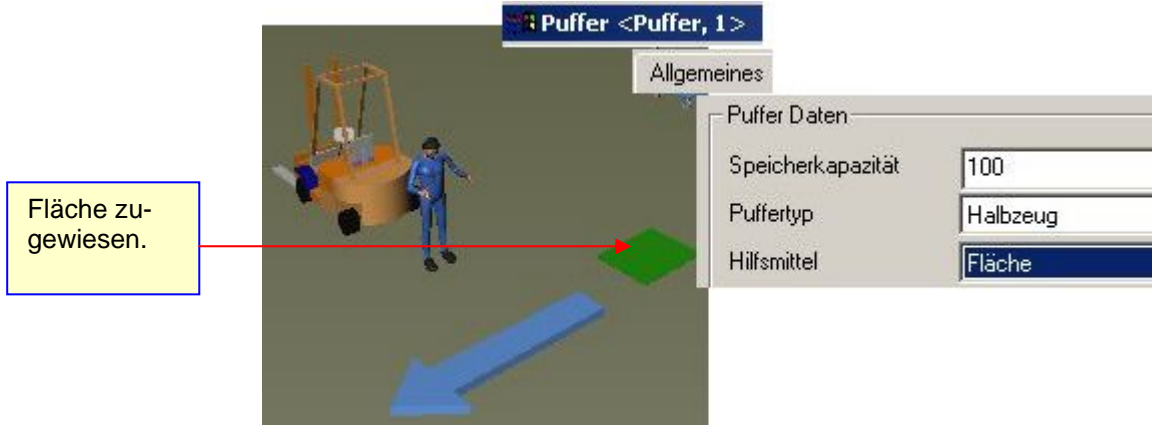 Puffer <Puffer, 1>
Allgemeines
Puffer Daten
Speicherkapazität 100
Puffertyp Halbzeug
Hilfsmittel Fläche
Fläche zu-
gewiesen.